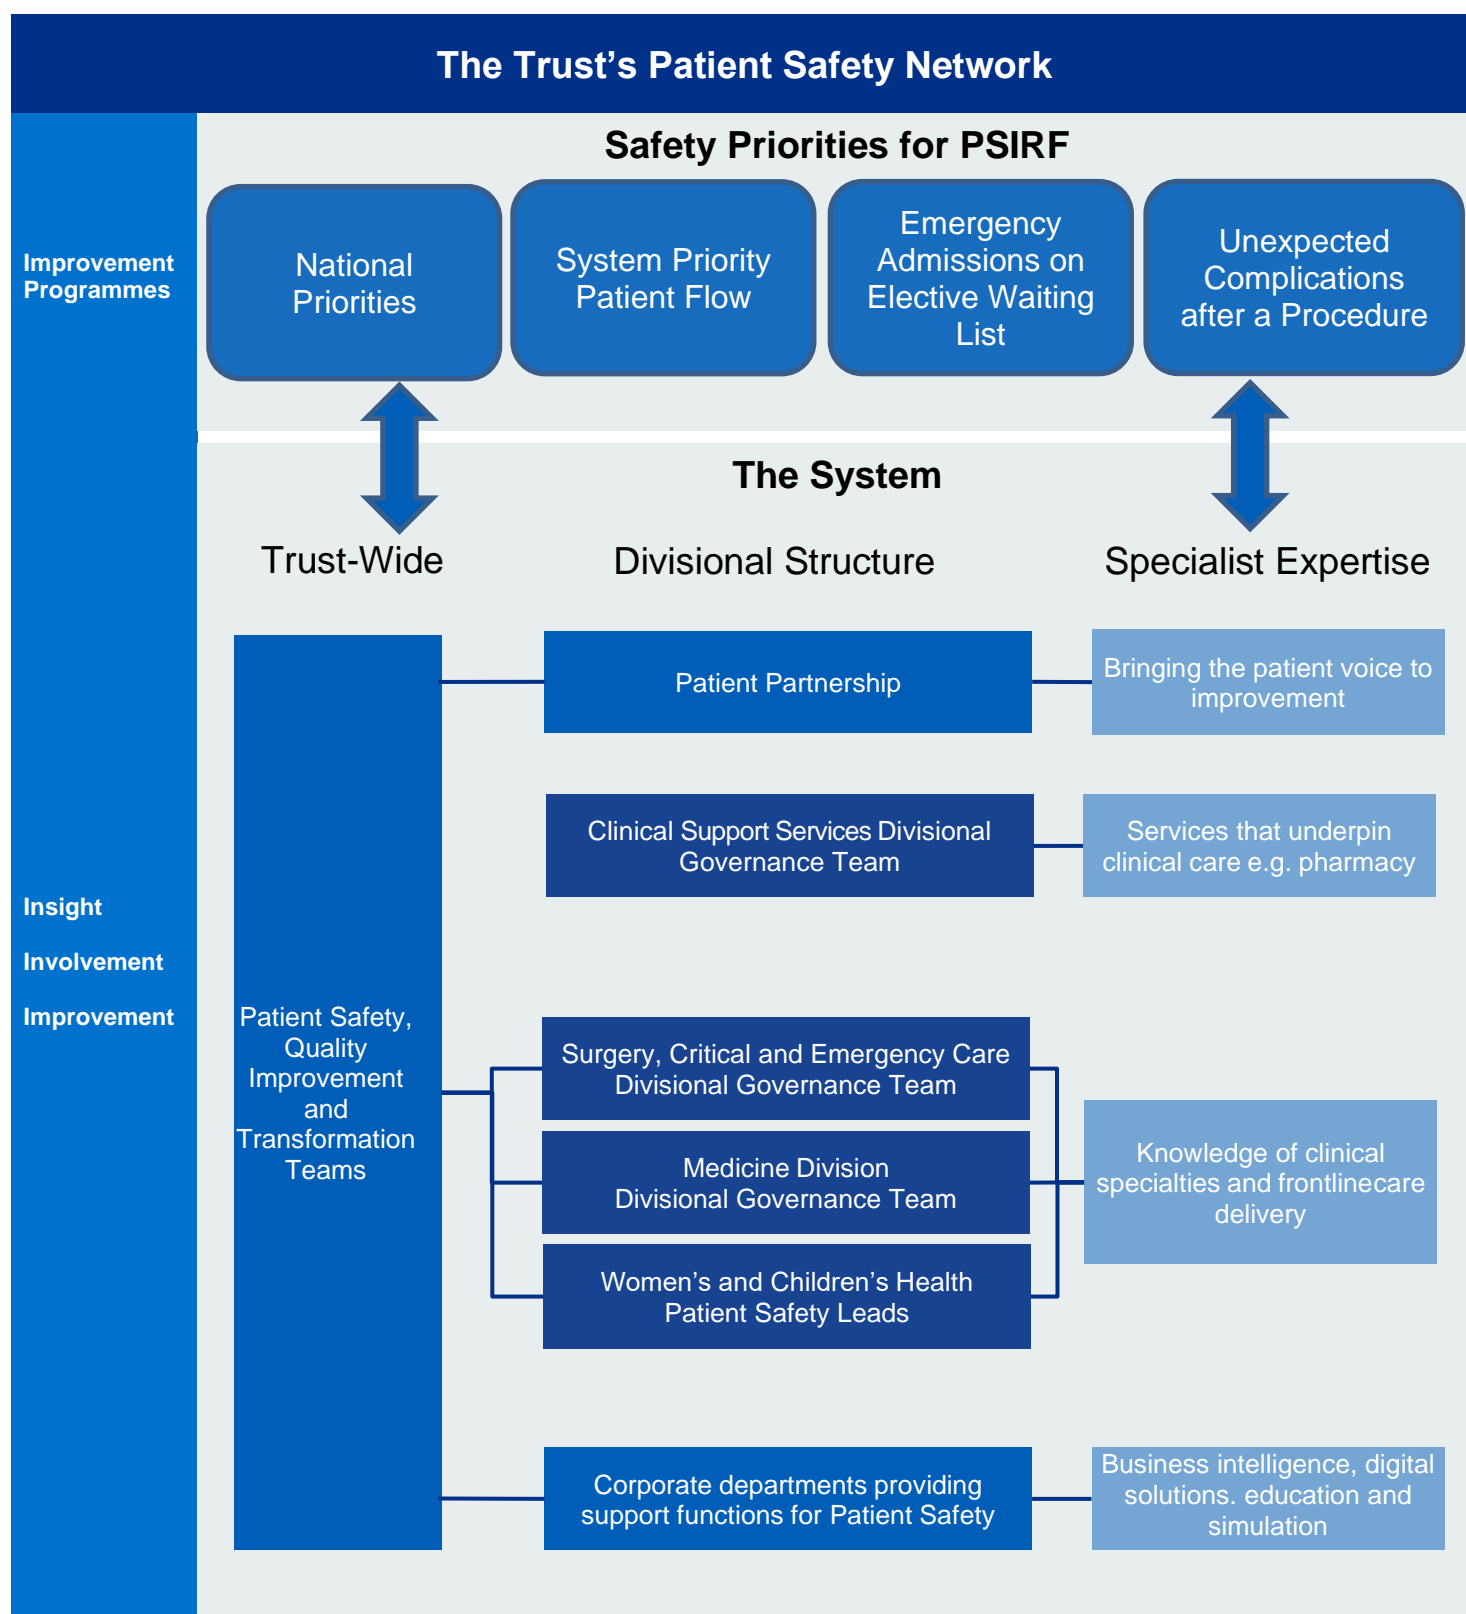 The Trust’s Patient Safety Network
Safety Priorities for PSIRF
Improvement
Programmes
National
Priorities
System Priority
Patient Flow
Emergency
Admissions on
Elective Waiting
List
Unexpected
Complications
after a Procedure
The System
Trust-Wide
Divisional Structure
Specialist Expertise
Insight
Involvement
Improvement
Patient Safety,
Quality
Improvement
and
Transformation
Teams
Patient Partnership
Bringing the patient voice to
improvement
Clinical Support Services Divisional
Governance Team
Services that underpin
clinical care e.g. pharmacy
Surgery, Critical and Emergency Care
Divisional Governance Team
Medicine Division
Divisional Governance Team
Women’s and Children’s Health
Patient Safety Leads
Knowledge of clinical
specialties and frontlinecare
delivery
Corporate departments providing
support functions for Patient Safety
Business intelligence, digital
solutions. education and
simulation